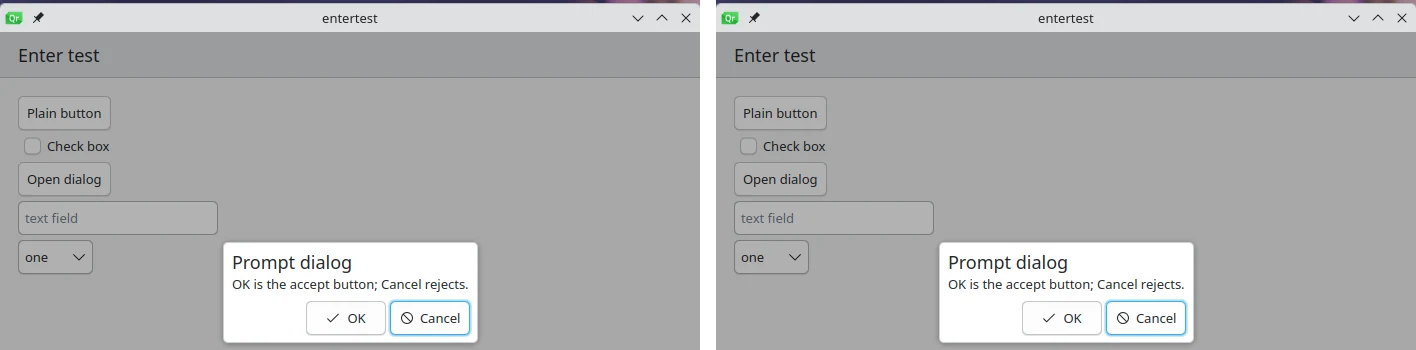 Qr entertest
Enter test
Plain button
Check box
Open dialog
text field
one
Prompt dialog
OK is the accept button; Cancel rejects.
OK Cancel
Qr entertest
Enter test
Plain button
Check box
Open dialog
text field
one
Prompt dialog
OK is the accept button; Cancel rejects.
OK Cancel